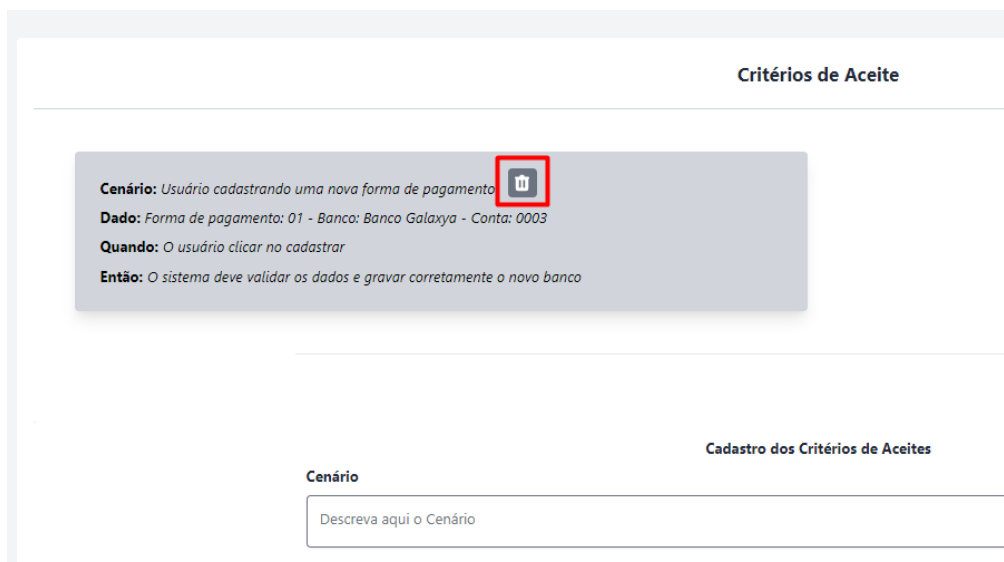 Critérios de Aceite
Cenário: Usuário cadastrando uma nova forma de pagamento
Dado: Forma de pagamento: 01 - Banco: Banco Galaxya - Conta: 0003
Quando: O usuário clicar no cadastrar
Então: O sistema deve validar os dados e gravar corretamente o novo banco
Cadastro dos Critérios de Aceites
Cenário
Descreva aqui o Cenário